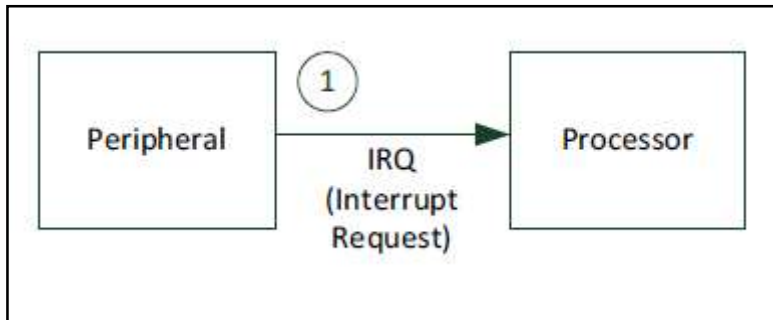 1
Peripheral
Processor
IRQ
(Interrupt
Request)